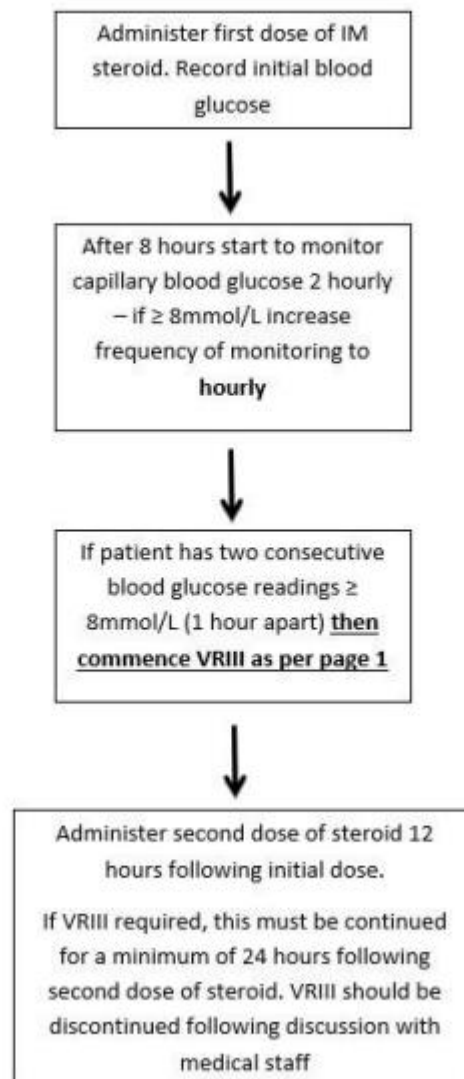 Administer first dose of IM
steroid. Record initial blood
glucose
After 8 hours start to monitor
capillary blood glucose 2 hourly
– if ≥ 8mmol/L increase
frequency of monitoring to
hourly
If patient has two consecutive
blood glucose readings ≥
8mmol/L (1 hour apart) then
commence VRIII as per page 1
Administer second dose of steroid 12
hours following initial dose.
If VRIII required, this must be continued
for a minimum of 24 hours following
second dose of steroid. VRIII should be
discontinued following discussion with
medical staff